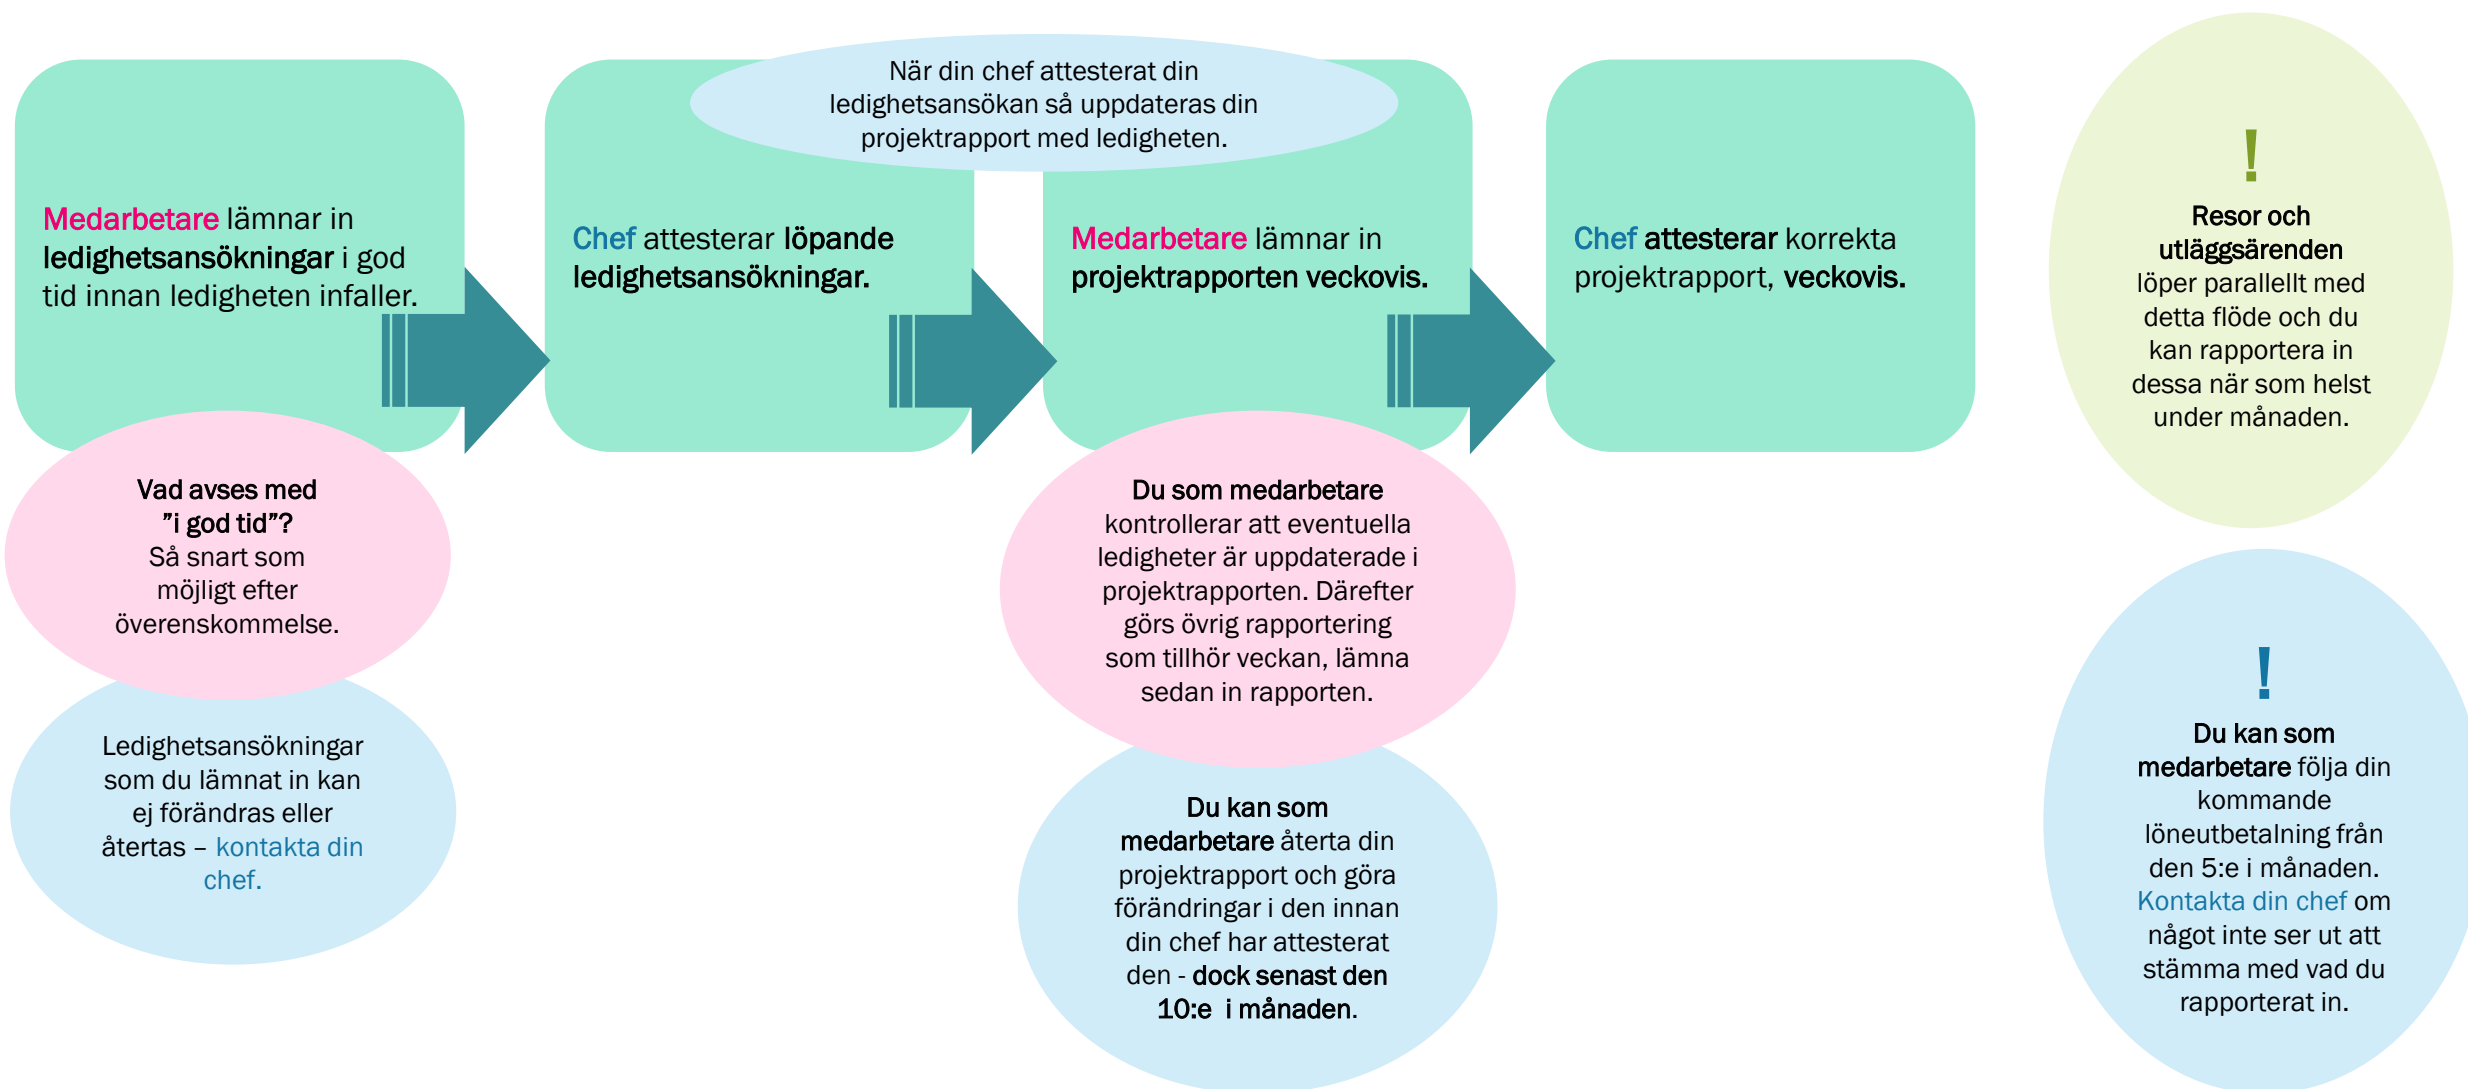 När din chef attesterat din
ledighetsansökan så uppdateras din
projektrapport med ledigheten.
Medarbetare lämnar in
ledighetsansökningar i god
tid innan ledigheten infaller.
Chef attesterar löpande
ledighetsansökningar.
Medarbetare lämnar in
projektrapporten veckovis.
Chef attesterar korrekta
projektrapport, veckovis.
!
Resor och
utläggsärenden
löper parallellt med
detta flöde och du
kan rapportera in
dessa när som helst
under månaden.
Vad avses med
”i god tid”?
Så snart som
möjligt efter
överenskommelse.
Ledighetsansökningar
som du lämnat in kan
ej förändras eller
återtas – kontakta din
chef.
Du som medarbetare
kontrollerar att eventuella
ledigheter är uppdaterade i
projektrapporten. Därefter
görs övrig rapportering
som tillhör veckan, lämna
sedan in rapporten.
Du kan som
medarbetare återta din
projektrapport och göra
förändringar i den innan
din chef har attesterat
den - dock senast den
10:e  i månaden.
!
Du kan som
medarbetare följa din
kommande
löneutbetalning från
den 5:e i månaden.
Kontakta din chef om
något inte ser ut att
stämma med vad du
rapporterat in.